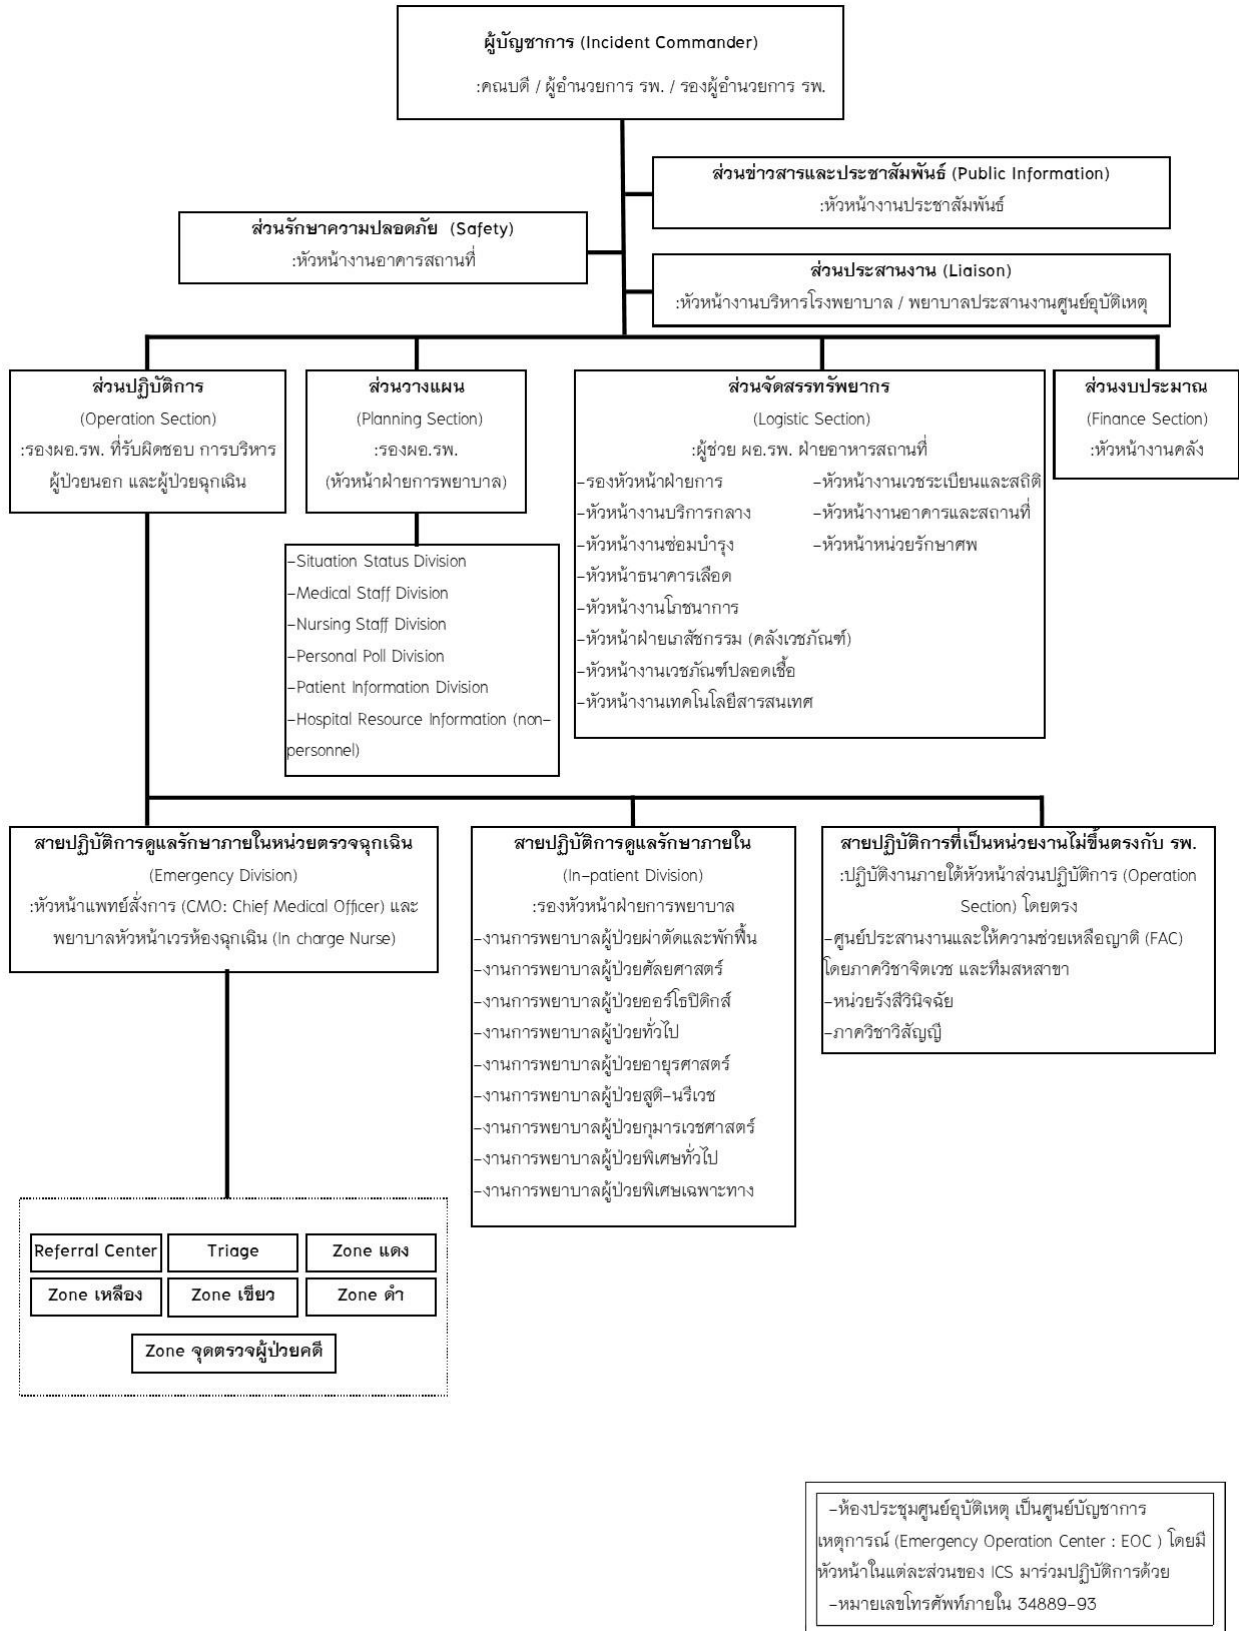 ผู้บัญชาการ (Incident Commander)
:คณบดี / ผู้อำนวยการ รพ. / รองผู้อำนวยการ รพ.
ส่วนข่าวสารและประชาสัมพันธ์ (Public Information)
:หัวหน้างานประชาสัมพันธ์
ส่วนรักษาความปลอดภัย (Safety)
:หัวหน้างานอาคารสถานที่
ส่วนประสานงาน (Liaison)
:หัวหน้างานบริหารโรงพยาบาล / พยาบาลประสานงานศูนย์อุบัติเหตุ
ส่วนปฏิบัติการ
(Operation Section)
:รองผอ.รพ. ที่รับผิดชอบ การบริหาร
ผู้ป่วยนอก และผู้ป่วยฉุกเฉิน
ส่วนวางแผน
(Planning Section)
:รองผอ.รพ.
(หัวหน้าฝ่ายการพยาบาล)
ส่วนจัดสรรทรัพยากร
(Logistic Section)
:ผู้ช่วย ผอ.รพ. ฝ่ายอาหารสถานที่
-รองหัวหน้าฝ่ายการ
-หัวหน้างานเวชระเบียนและสถิติ
-หัวหน้างานบริการกลาง
-หัวหน้างานอาคารและสถานที่
-หัวหน้างานซ่อมบำรุง
-หัวหน้าหน่วยรักษาศพ
-หัวหน้าธนาคารเลือด
-หัวหน้างานโภชนาการ
-หัวหน้าฝ่ายเภสัชกรรม (คลังเวชภัณฑ์)
-หัวหน้างานเวชภัณฑ์ปลอดเชื้อ
-หัวหน้างานเทคโนโลยีสารสนเทศ
ส่วนงบประมาณ
(Finance Section)
:หัวหน้างานคลัง
-Situation Status Division
-Medical Staff Division
-Nursing Staff Division
-Personal Poll Division
-Patient Information Division
-Hospital Resource Information (non-
personnel)
สายปฏิบัติการดูแลรักษาภายในหน่วยตรวจฉุกเฉิน
(Emergency Division)
:หัวหน้าแพทย์สั่งการ (CMO: Chief Medical Officer) และ
พยาบาลหัวหน้าเวรห้องฉุกเฉิน (In charge Nurse)
สายปฏิบัติการดูแลรักษาภายใน
(In-patient Division)
:รองหัวหน้าฝ่ายการพยาบาล
-งานการพยาบาลผู้ป่วยผ่าตัดและพักฟื้น
-งานการพยาบาลผู้ป่วยศัลยศาสตร์
-งานการพยาบาลผู้ป่วยออร์โธปิดิกส์
-งานการพยาบาลผู้ป่วยทั่วไป
-งานการพยาบาลผู้ป่วยอายุรศาสตร์
-งานการพยาบาลผู้ป่วยสูติ-นรีเวช
-งานการพยาบาลผู้ป่วยกุมารเวชศาสตร์
-งานการพยาบาลผู้ป่วยพิเศษทั่วไป
-งานการพยาบาลผู้ป่วยพิเศษเฉพาะทาง
สายปฏิบัติการที่เป็นหน่วยงานไม่ขึ้นตรงกับ รพ.
:ปฏิบัติงานภายใต้หัวหน้าส่วนปฏิบัติการ (Operation
Section) โดยตรง
-ศูนย์ประสานงานและให้ความช่วยเหลือญาติ (FAC)
โดยภาควิชาจิตเวช และทีมสหสาขา
-หน่วยรังสีวินิจฉัย
-ภาควิชาวิสัญญี
Referral Center
Triage
Zone แดง
Zone เหลือง
Zone เขียว
Zone ดำ
Zone จุดตรวจผู้ป่วยคดี
-ห้องประชุมศูนย์อุบัติเหตุ เป็นศูนย์บัญชาการ
เหตุการณ์ (Emergency Operation Center : EOC ) โดยมี
หัวหน้าในแต่ละส่วนของ ICS มาร่วมปฏิบัติการด้วย
-หมายเลขโทรศัพท์ภายใน 34889-93